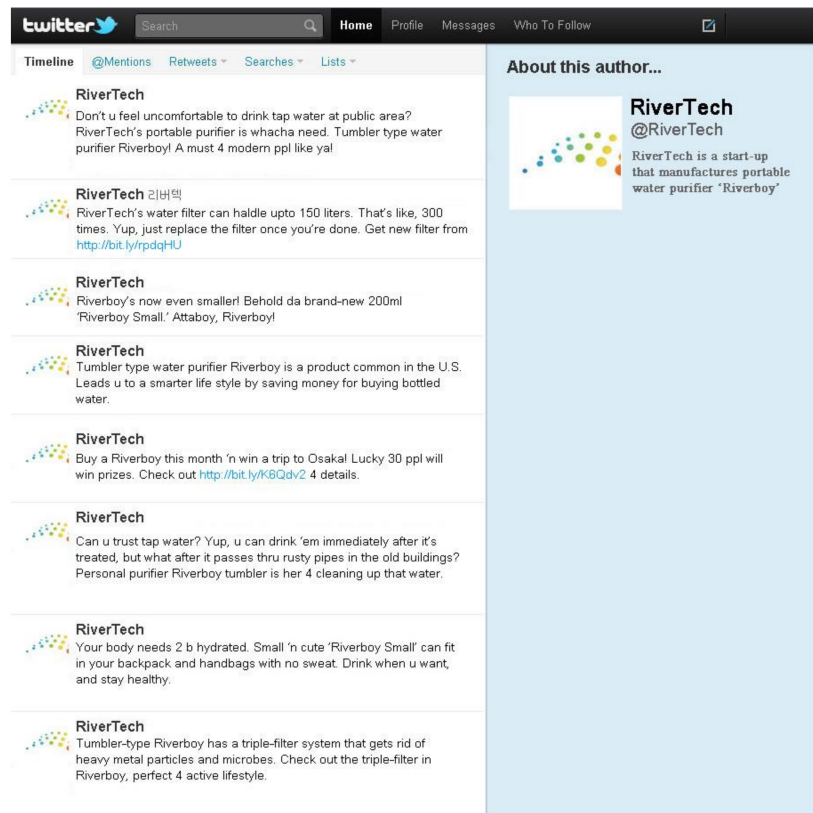 twitter Search Home Profile Messages Who To Follow
Timeline @Mentions Retweets Searches Lists
RiverTech
Don't u feel uncomfortable to drink tap water at public area?
RiverTech's portable purifier is whacha need. Tumbler type water
purifier Riverboy! A must 4 modern ppl like ya!
RiverTech 리버텍
RiverTech's water filter can haldle upto 150 liters. That's like, 300
times. Yup, just replace the filter once you're done. Get new filter from
http://bit.ly/rpdqHU
RiverTech
Riverboy's now even smaller! Behold da brand-new 200ml
'Riverboy Small.' Attaboy, Riverboy!
RiverTech
Tumbler type water purifier Riverboy is a product common in the U.S.
Leads u to a smarter life style by saving money for buying bottled
water.
RiverTech
Buy a Riverboy this month 'n win a trip to Osaka! Lucky 30 ppl will
win prizes. Check out http://bit.ly/K6Qdv2 4 details.
RiverTech
Can u trust tap water? Yup, u can drink 'em immediately after it's
treated, but what after it passes thru rusty pipes in the old buildings?
Personal purifier Riverboy tumbler is her 4 cleaning up that water.
RiverTech
Your body needs 2 b hydrated. Small 'n cute 'Riverboy Small' can fit
in your backpack and handbags with no sweat. Drink when u want,
and stay healthy.
RiverTech
Tumbler-type Riverboy has a triple-filter system that gets rid of
heavy metal particles and microbes. Check out the triple-filter in
Riverboy, perfect 4 active lifestyle.
About this author...
RiverTech
@RiverTech
RiverTech is a start-up
that manufactures portable
water purifier 'Riverboy'